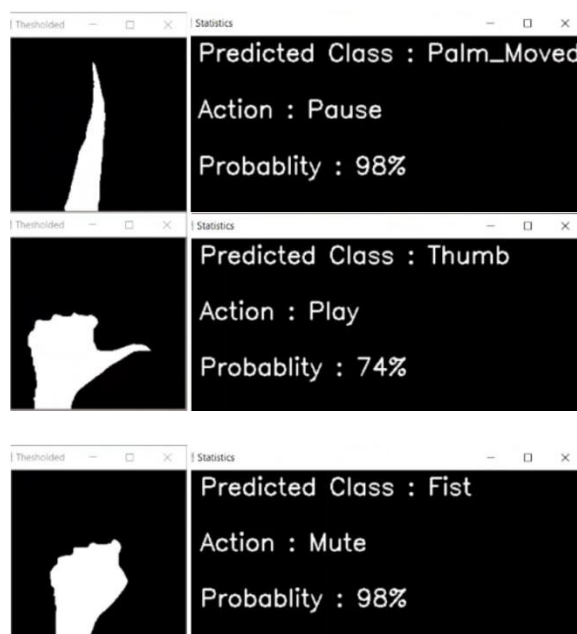 Thesholded
Statistics
Predicted Class : Palm_Moved
Action : Pause
Probablity : 98%
Thesholded
Statistics
Predicted Class : Thumb
Action : Play
Probablity : 74%
Thesholded
Statistics
Predicted Class : Fist
Action : Mute
Probablity : 98%